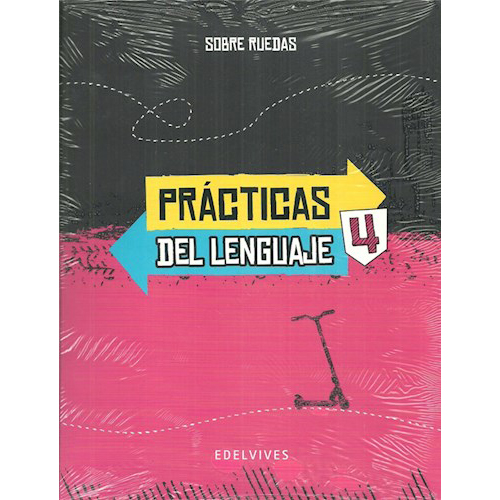 SOBRE RUEDAS
PRÁCTICAS
DEL LENGUAJE
4
EDELVIVES